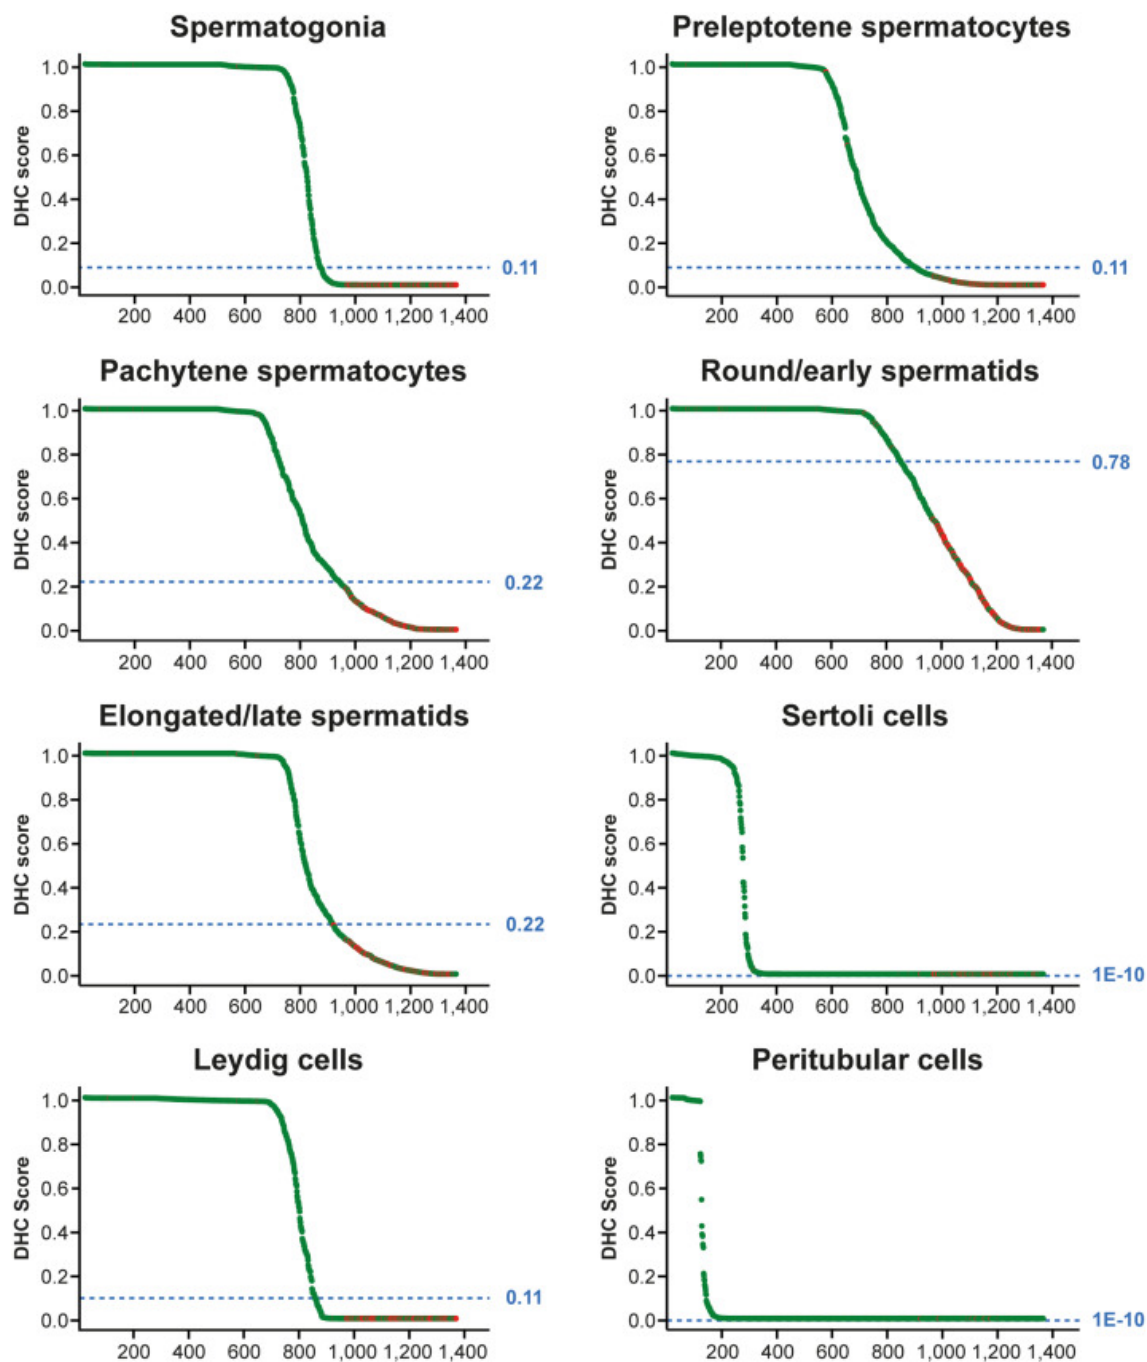 Spermatogonia
DHC score
1.0
0.8
0.6
0.4
0.2
0.0
0.11
200 400 600 800 1,000 1,200 1,400
Preleptotene spermatocytes
DHC score
1.0
0.8
0.6
0.4
0.2
0.0
0.11
200 400 600 800 1,000 1,200 1,400
Pachytene spermatocytes
DHC score
1.0
0.8
0.6
0.4
0.2
0.0
0.22
200 400 600 800 1,000 1,200 1,400
Round/early spermatids
DHC score
1.0
0.8
0.6
0.4
0.2
0.0
0.78
200 400 600 800 1,000 1,200 1,400
Elongated/late spermatids
DHC score
1.0
0.8
0.6
0.4
0.2
0.0
0.22
200 400 600 800 1,000 1,200 1,400
Sertoli cells
DHC score
1.0
0.8
0.6
0.4
0.2
0.0
1E-10
200 400 600 800 1,000 1,200 1,400
Leydig cells
DHC Score
1.0
0.8
0.6
0.4
0.2
0.0
0.11
200 400 600 800 1,000 1,200 1,400
Peritubular cells
DHC Score
1.0
0.8
0.6
0.4
0.2
0.0
1E-10
200 400 600 800 1,000 1,200 1,400